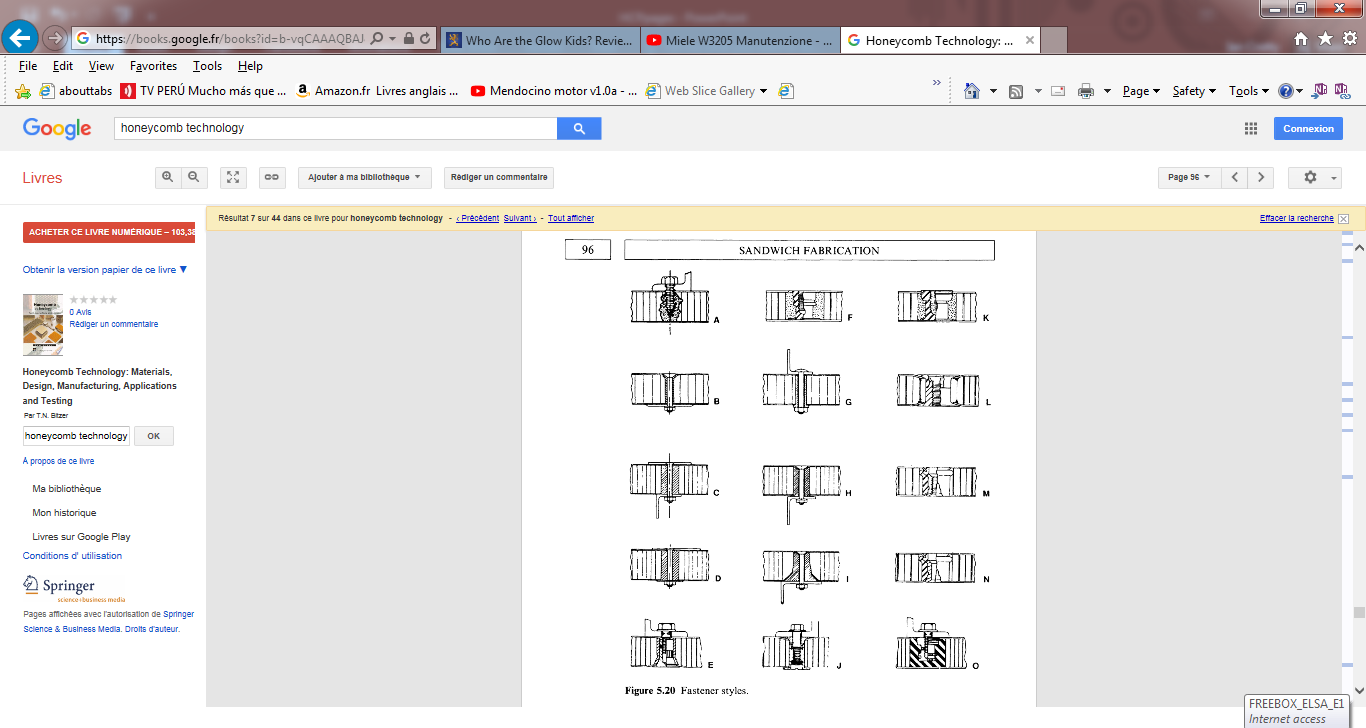 https://books.google.fr/books?id=b-vqCAAAQBAJ
Who Are the Glow Kids? Revie...
Miele W3205 Manutenzione - ...
Honeycomb Technology: ...
File Edit View Favorites Tools Help
abouttabs
TV PERÚ Mucho más que ...
Amazon.fr Livres anglais ...
Mendocino motor v1.0a - ...
Web Slice Gallery
»
Page Safety Tools
Google
honeycomb technology
Connexion
Livres
Ajouter à ma bibliothèque
Rédiger un commentaire
Page 96
Résultat 7 sur 44 dans ce livre pour honeycomb technology - ‹ Précédent Suivant › - Tout afficher
Effacer la recherche
ACHETER CE LIVRE NUMÉRIQUE – 103,38
Obtenir la version papier de ce livre ▼
0 Avis
Rédiger un commentaire
Honeycomb Technology: Materials,
Design, Manufacturing, Applications
and Testing
Par T.N. Bitzer
honeycomb technology
OK
À propos de ce livre
Ma bibliothèque
Mon historique
Livres sur Google Play
Conditions d' utilisation
Springer
science+business media
Pages affichées avec l'autorisation de Springer
Science & Business Media. Droits d'auteur.
96
SANDWICH FABRICATION
A F K
B G L
C H M
D I N
E J O
Figure 5.20 Fastener styles.
FREEBOX_ELSA_E1
Internet access